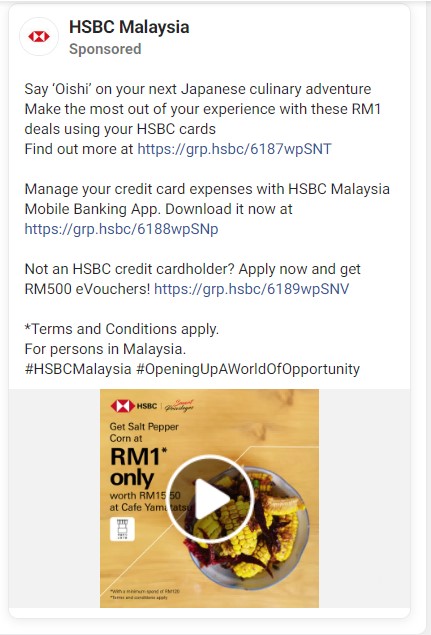 HSBC Malaysia
Sponsored
Say ‘Oishi’ on your next Japanese culinary adventure
Make the most out of your experience with these RM1
deals using your HSBC cards
Find out more at https://grp.hsbc/6187wpSNT
Manage your credit card expenses with HSBC Malaysia
Mobile Banking App. Download it now at
https://grp.hsbc/6188wpSNp
Not an HSBC credit cardholder? Apply now and get
RM500 eVouchers! https://grp.hsbc/6189wpSNV
*Terms and Conditions apply.
For persons in Malaysia.
#HSBCMalaysia #OpeningUpAWorldOfOpportunity
HSBC | Smart Privileges
Get Salt Pepper
Corn at
RM1*
only
worth RM15.50
at Cafe Yamatatsu
*With a minimum spend of RM120
*Terms and conditions apply